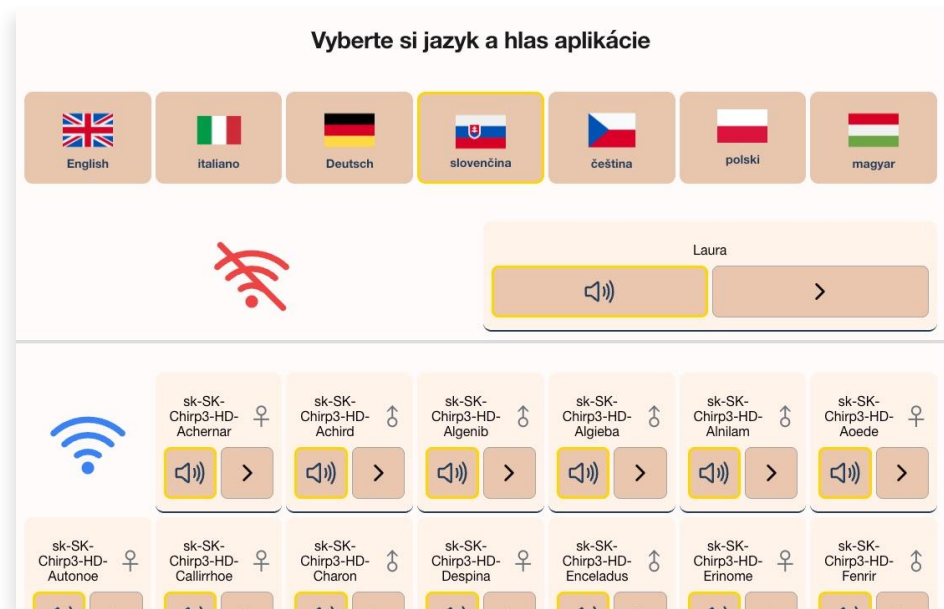 Vyberte si jazyk a hlas aplikácie
English
italiano
Deutsch
slovenčina
čeština
polski
magyar
Laura
sk-SK-
Chirp3-HD-
Achernar
sk-SK-
Chirp3-HD-
Achird
sk-SK-
Chirp3-HD-
Algenib
sk-SK-
Chirp3-HD-
Algieba
sk-SK-
Chirp3-HD-
Alnilam
sk-SK-
Chirp3-HD-
Aoede
sk-SK-
Chirp3-HD-
Autonoe
sk-SK-
Chirp3-HD-
Callirrhoe
sk-SK-
Chirp3-HD-
Charon
sk-SK-
Chirp3-HD-
Despina
sk-SK-
Chirp3-HD-
Enceladus
sk-SK-
Chirp3-HD-
Erinome
sk-SK-
Chirp3-HD-
Fenrir